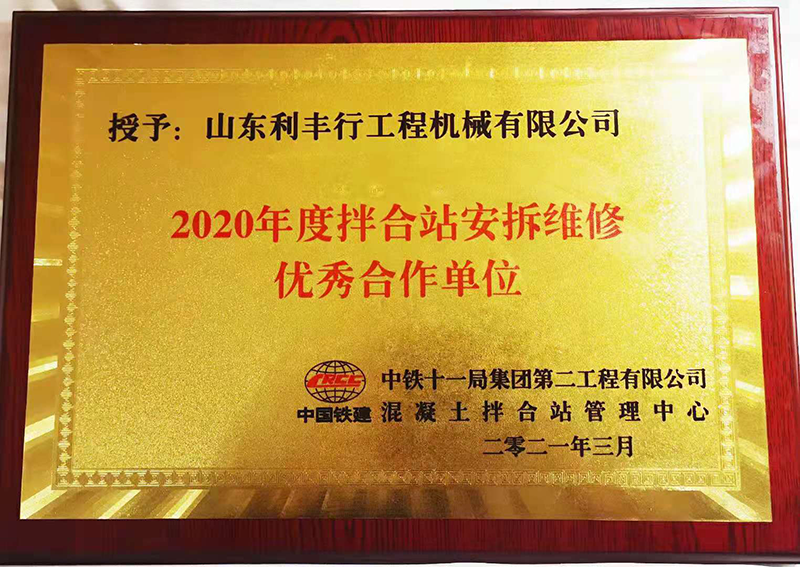 授予：山东利丰行工程机械有限公司
2020年度拌合站安拆维修
优秀合作单位
CRCC
中国铁建
中铁十一局集团第二工程有限公司
混凝土拌合站管理中心
二零二一年三月